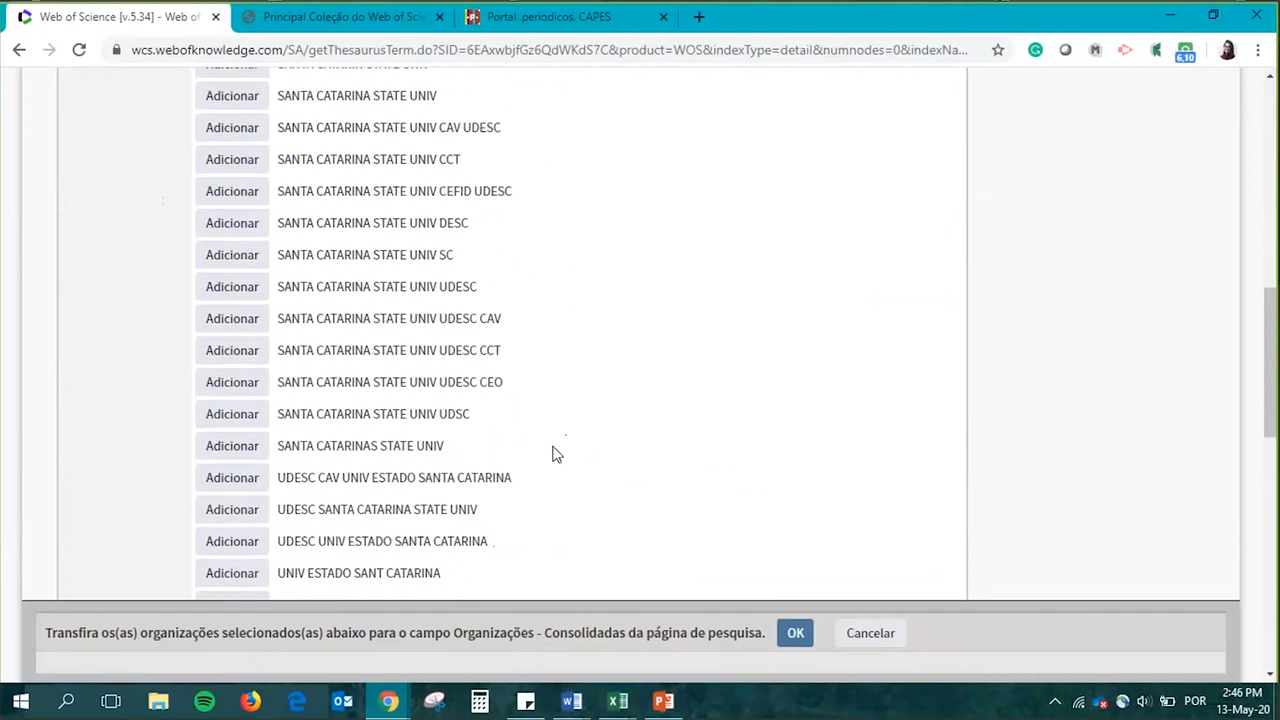 Web of Science [v.5.34] - Web of
Principal Coleção do Web of Scie
Portal .periodicos. CAPES
wcs.webofknowledge.com/SA/getThesaurusTerm.do?SID=6EAxwbjfGz6QdWKdS7C&product=WOS&indexType=detail&numnodes=0&indexNa...
6,10
Adicionar SANTA CATARINA STATE UNIV
Adicionar SANTA CATARINA STATE UNIV CAV UDESC
Adicionar SANTA CATARINA STATE UNIV CCT
Adicionar SANTA CATARINA STATE UNIV CEFID UDESC
Adicionar SANTA CATARINA STATE UNIV DESC
Adicionar SANTA CATARINA STATE UNIV SC
Adicionar SANTA CATARINA STATE UNIV UDESC
Adicionar SANTA CATARINA STATE UNIV UDESC CAV
Adicionar SANTA CATARINA STATE UNIV UDESC CCT
Adicionar SANTA CATARINA STATE UNIV UDESC CEO
Adicionar SANTA CATARINA STATE UNIV UDSC
Adicionar SANTA CATARINAS STATE UNIV
Adicionar UDESC CAV UNIV ESTADO SANTA CATARINA
Adicionar UDESC SANTA CATARINA STATE UNIV
Adicionar UDESC UNIV ESTADO SANTA CATARINA
Adicionar UNIV ESTADO SANT CATARINA
Transfira os(as) organizações selecionados(as) abaixo para o campo Organizações - Consolidadas da página de pesquisa. OK Cancelar
POR
2:46 PM
13-May-20